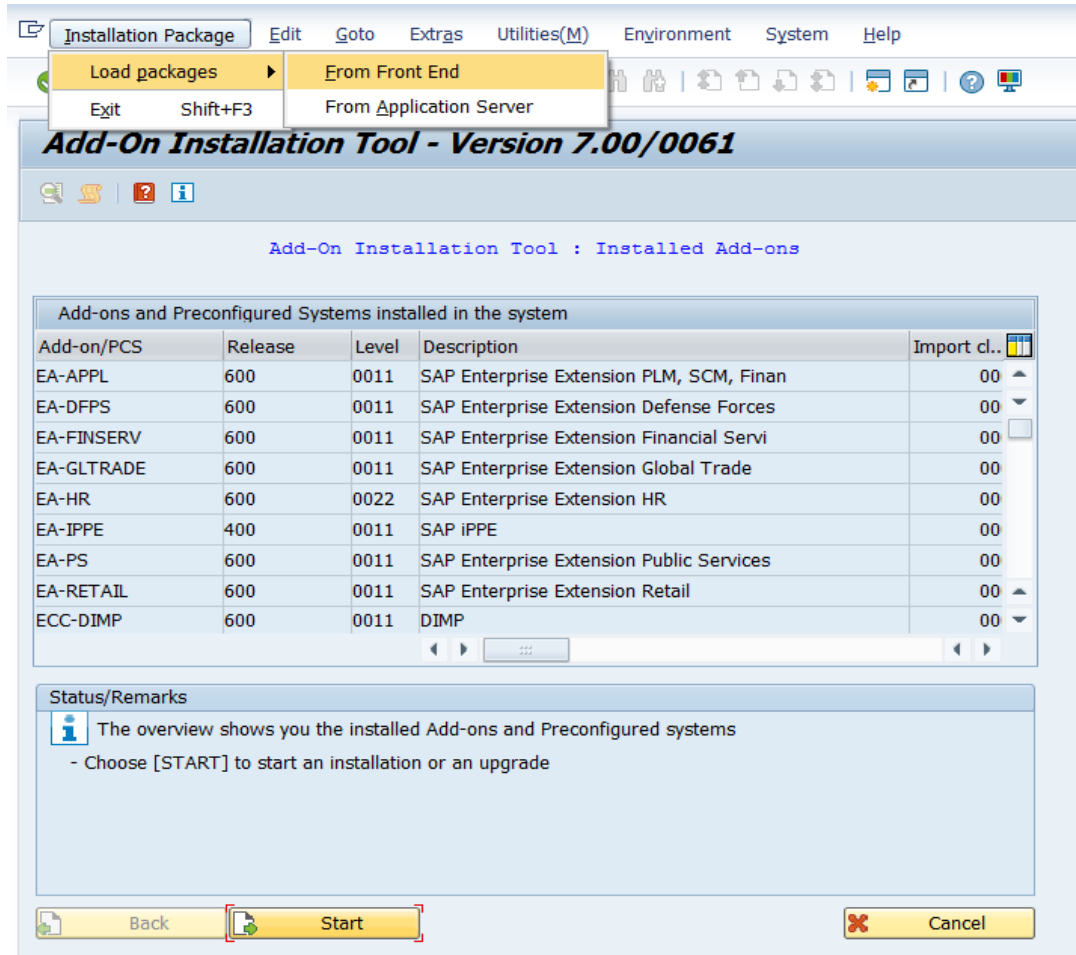 Installation Package Edit Goto Extras Utilities(M) Environment System Help
Load packages From Front End
Exit Shift+F3 From Application Server
Add-On Installation Tool - Version 7.00/0061
Add-On Installation Tool : Installed Add-ons
Add-ons and Preconfigured Systems installed in the system
Add-on/PCS Release Level Description Import cl..
EA-APPL 600 0011 SAP Enterprise Extension PLM, SCM, Finan 00
EA-DFPS 600 0011 SAP Enterprise Extension Defense Forces 00
EA-FINSERV 600 0011 SAP Enterprise Extension Financial Servi 00
EA-GLTRADE 600 0011 SAP Enterprise Extension Global Trade 00
EA-HR 600 0022 SAP Enterprise Extension HR 00
EA-IPPE 400 0011 SAP iPPE 00
EA-PS 600 0011 SAP Enterprise Extension Public Services 00
EA-RETAIL 600 0011 SAP Enterprise Extension Retail 00
ECC-DIMP 600 0011 DIMP 00
Status/Remarks
The overview shows you the installed Add-ons and Preconfigured systems
- Choose [START] to start an installation or an upgrade
Back Start Cancel